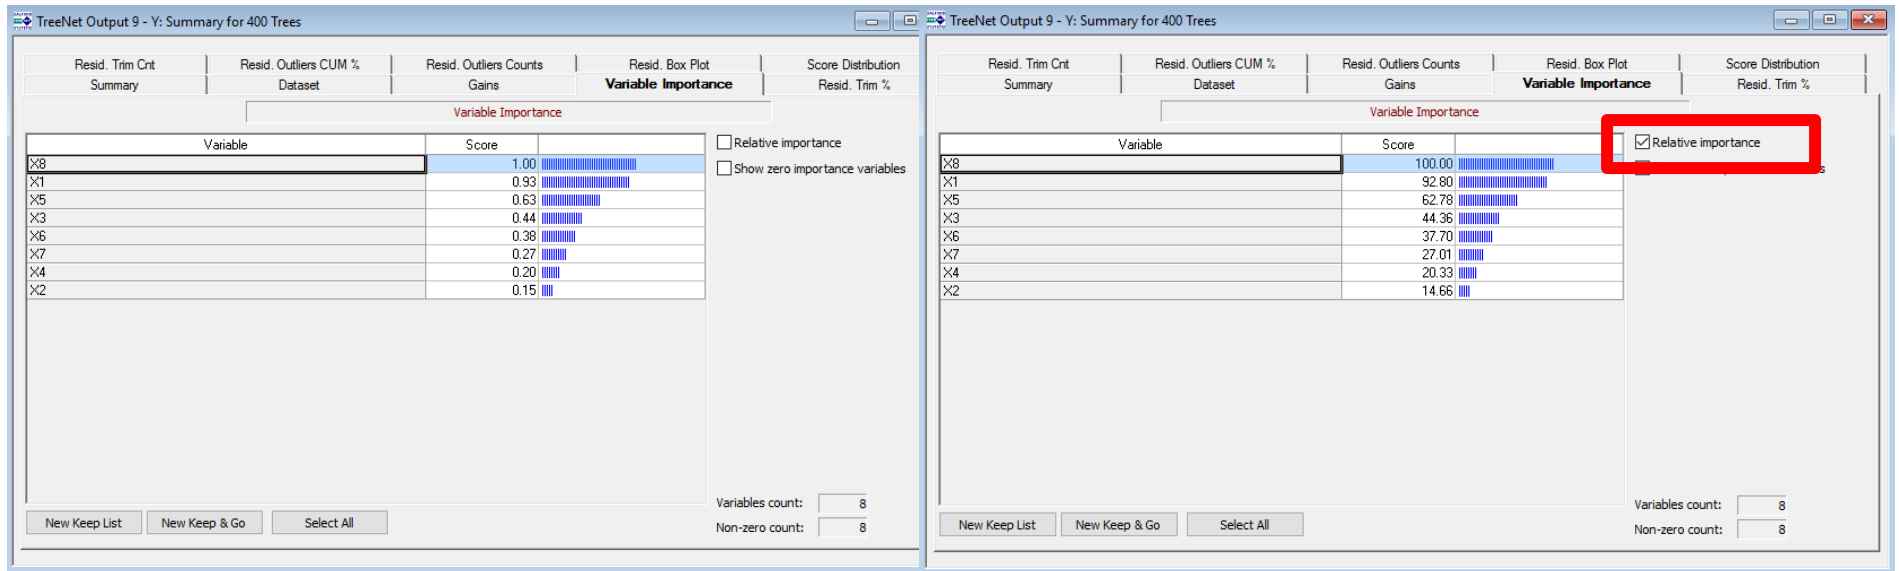 TreeNet Output 9 - Y: Summary for 400 Trees
Resid. Trim Cnt Resid. Outliers CUM % Resid. Outliers Counts Resid. Box Plot Score Distribution
Summary Dataset Gains Variable Importance Resid. Trim %
Variable Importance
Variable Score
X8 1.00
X1 0.93
X5 0.63
X3 0.44
X6 0.38
X7 0.27
X4 0.20
X2 0.15
Relative importance
Show zero importance variables
Variables count: 8
Non-zero count: 8
New Keep List New Keep & Go Select All
TreeNet Output 9 - Y: Summary for 400 Trees
Resid. Trim Cnt Resid. Outliers CUM % Resid. Outliers Counts Resid. Box Plot Score Distribution
Summary Dataset Gains Variable Importance Resid. Trim %
Variable Importance
Variable Score
X8 100.00
X1 92.80
X5 62.78
X3 44.36
X6 37.70
X7 27.01
X4 20.33
X2 14.66
Relative importance
Variables count: 8
Non-zero count: 8
New Keep List New Keep & Go Select All